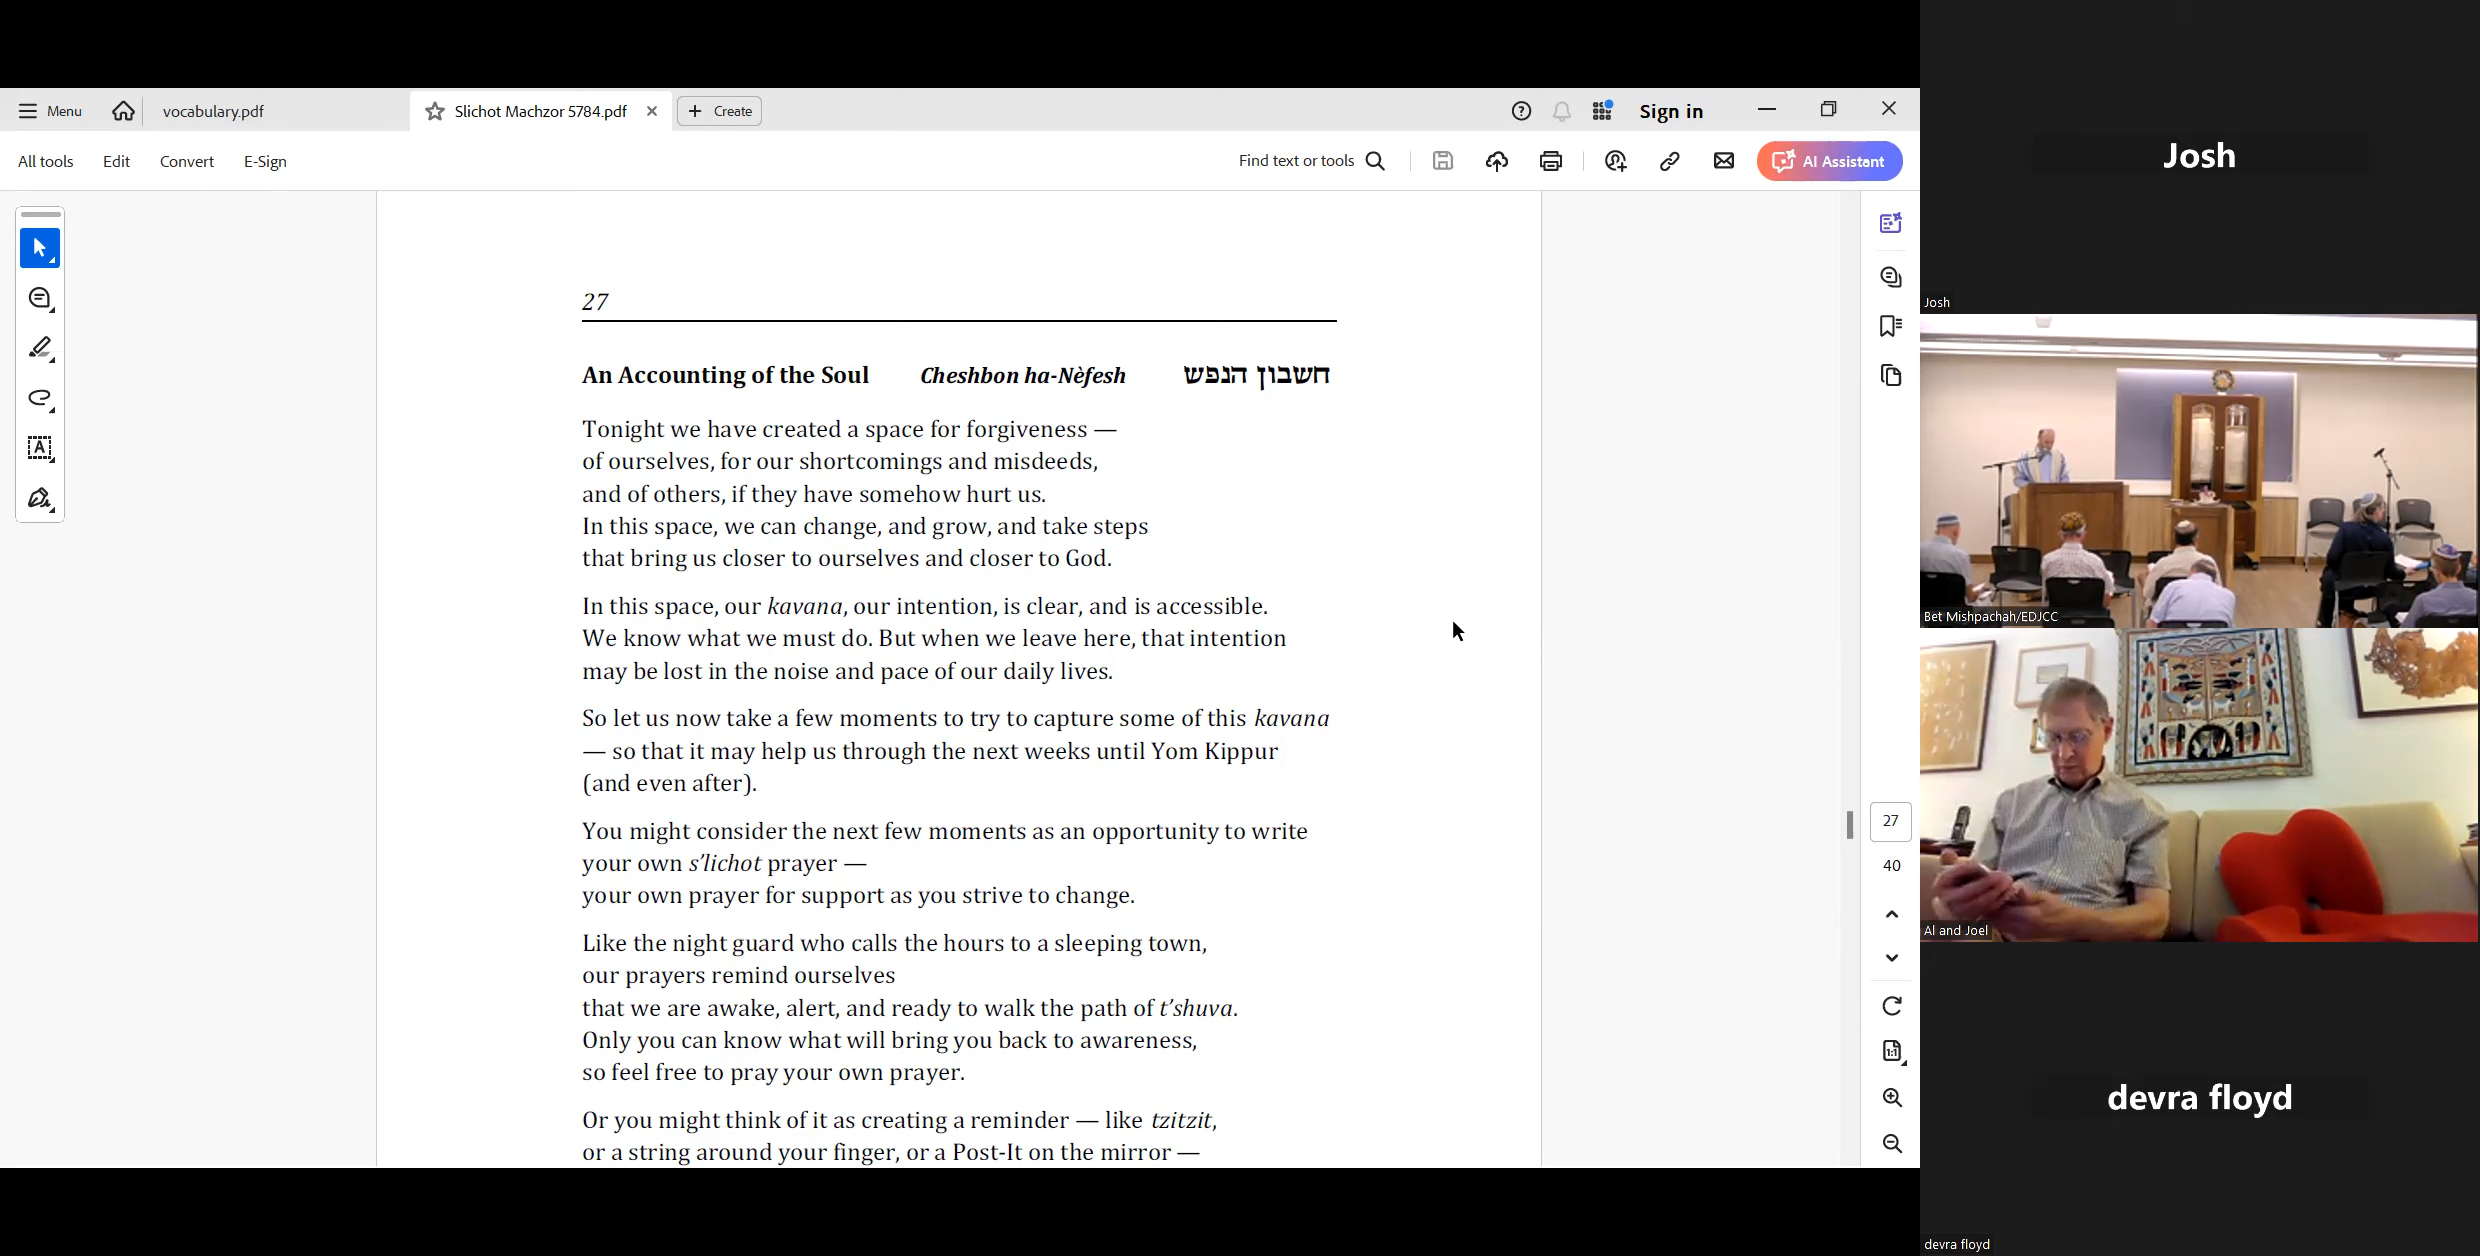 Menu
vocabulary.pdf
Slichot Machzor 5784.pdf
Create
Sign in
All tools
Edit
Convert
E-Sign
Find text or tools
AI Assistant
27
An Accounting of the Soul Cheshbon ha-Nèfesh חשבון הנפש
Tonight we have created a space for forgiveness —
of ourselves, for our shortcomings and misdeeds,
and of others, if they have somehow hurt us.
In this space, we can change, and grow, and take steps
that bring us closer to ourselves and closer to God.
In this space, our kavana, our intention, is clear, and is accessible.
We know what we must do. But when we leave here, that intention
may be lost in the noise and pace of our daily lives.
So let us now take a few moments to try to capture some of this kavana
— so that it may help us through the next weeks until Yom Kippur
(and even after).
You might consider the next few moments as an opportunity to write
your own s’lichot prayer —
your own prayer for support as you strive to change.
Like the night guard who calls the hours to a sleeping town,
our prayers remind ourselves
that we are awake, alert, and ready to walk the path of t’shuva.
Only you can know what will bring you back to awareness,
so feel free to pray your own prayer.
Or you might think of it as creating a reminder — like tzitzit,
or a string around your finger, or a Post-It on the mirror —
27
40
Josh
Josh
Bet Mishpachah/EDJCC
Al and Joel
devra floyd
devra floyd